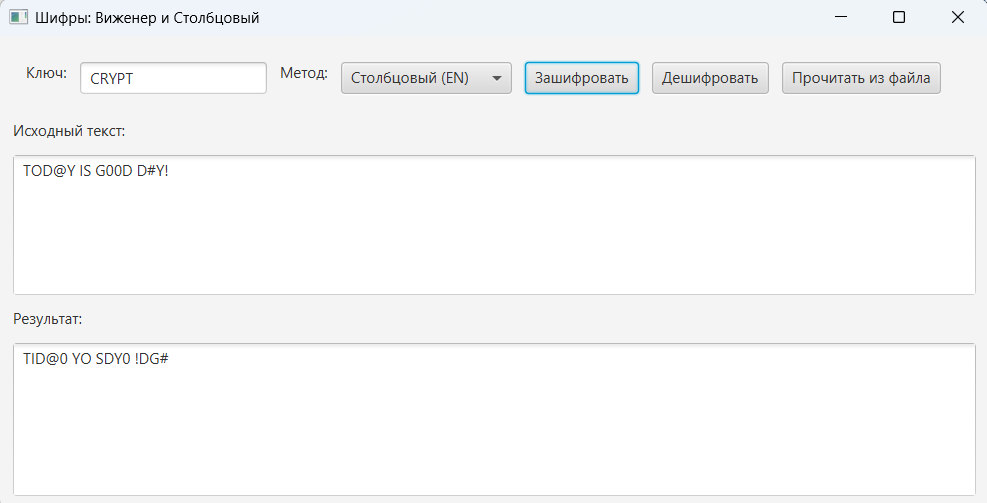 Шифры: Виженер и Столбцовый
Ключ: CRYPT Метод: Столбцовый (EN) Зашифровать Дешифровать Прочитать из файла
Исходный текст:
TOD@Y IS G00D D#Y!
Результат:
TID@0 YO SDY0 !DG#